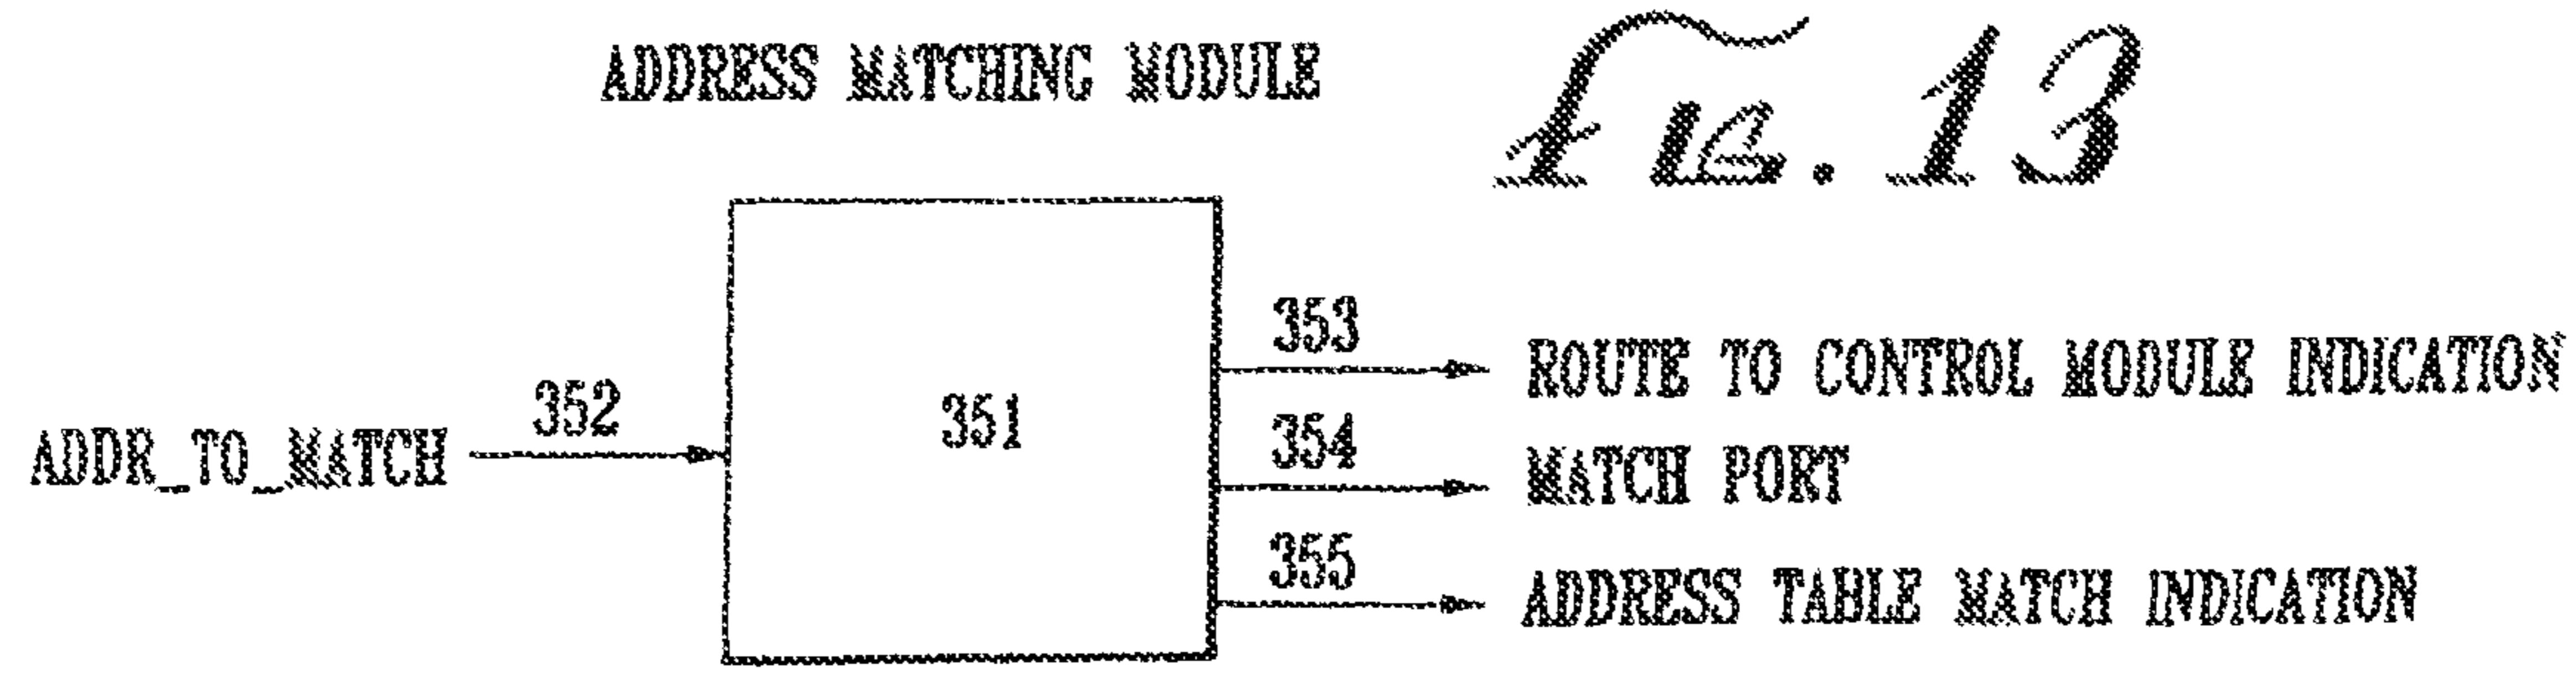 ADDRESS MATCHING MODULE
FIG. 13
353
ROUTE TO CONTROL MODULE INDICATION
352
351
354
ADDR_TO_MATCH
MATCH PORT
355
ADDRESS TABLE MATCH INDICATION